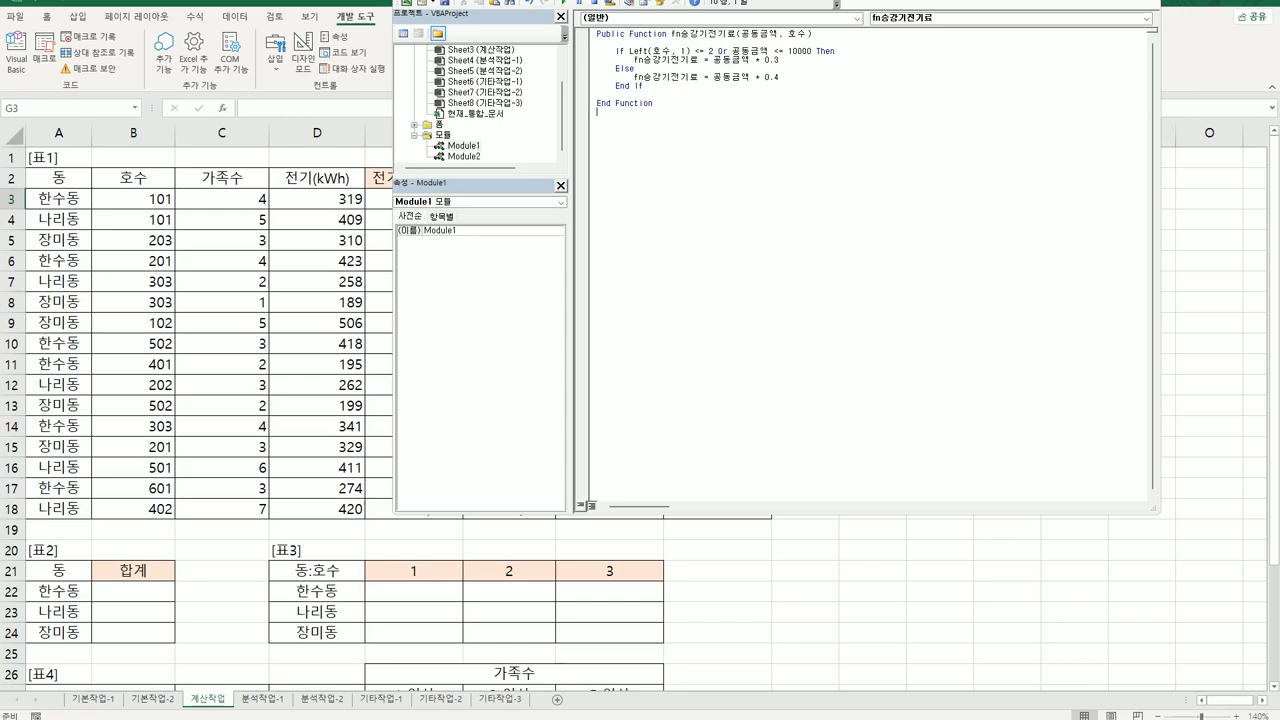 파일 홈 삽입 페이지 레이아웃 수식 데이터 검토 보기 개발 도구
공유
Visual Basic
매크로
매크로 기록
상대 참조로 기록
매크로 보안
코드
추가 기능
Excel 추가 기능
COM 추가 기능
추가 기능
삽입
디자인 모드
속성
코드 보기
대화 상자 실행
컨트롤
G3
fx
A B C D O
1 [표1]
2 동 호수 가족수 전기(kWh)
3 한수동 101 4 319
4 나리동 101 5 409
5 장미동 203 3 310
6 한수동 201 4 423
7 나리동 303 2 258
8 장미동 303 1 189
9 장미동 102 5 506
10 한수동 502 3 418
11 한수동 401 2 195
12 나리동 202 3 262
13 장미동 502 2 199
14 한수동 303 4 341
15 장미동 201 3 329
16 나리동 501 6 411
17 한수동 601 3 274
18 나리동 402 7 420
19
20 [표2] [표3]
21 동 합계 동:호수 1 2 3
22 한수동 한수동
23 나리동 나리동
24 장미동 장미동
25
26 [표4] 가족수
기본작업-1 기본작업-2 계산작업 분석작업-1 분석작업-2 기타작업-1 기타작업-2 기타작업-3
준비
140%
프로젝트 - VBAProject
Sheet3 (계산작업)
Sheet4 (분석작업-1)
Sheet5 (분석작업-2)
Sheet6 (기타작업-1)
Sheet7 (기타작업-2)
Sheet8 (기타작업-3)
현재_통합_문서
폼
모듈
Module1
Module2
속성 - Module1
Module1 모듈
사전순 항목별
(이름) Module1
(일반) fn승강기전기료
Public Function fn승강기전기료(공동금액, 호수)
If Left(호수, 1) <= 2 Or 공동금액 <= 10000 Then
fn승강기전기료 = 공동금액 * 0.3
Else
fn승강기전기료 = 공동금액 * 0.4
End If
End Function